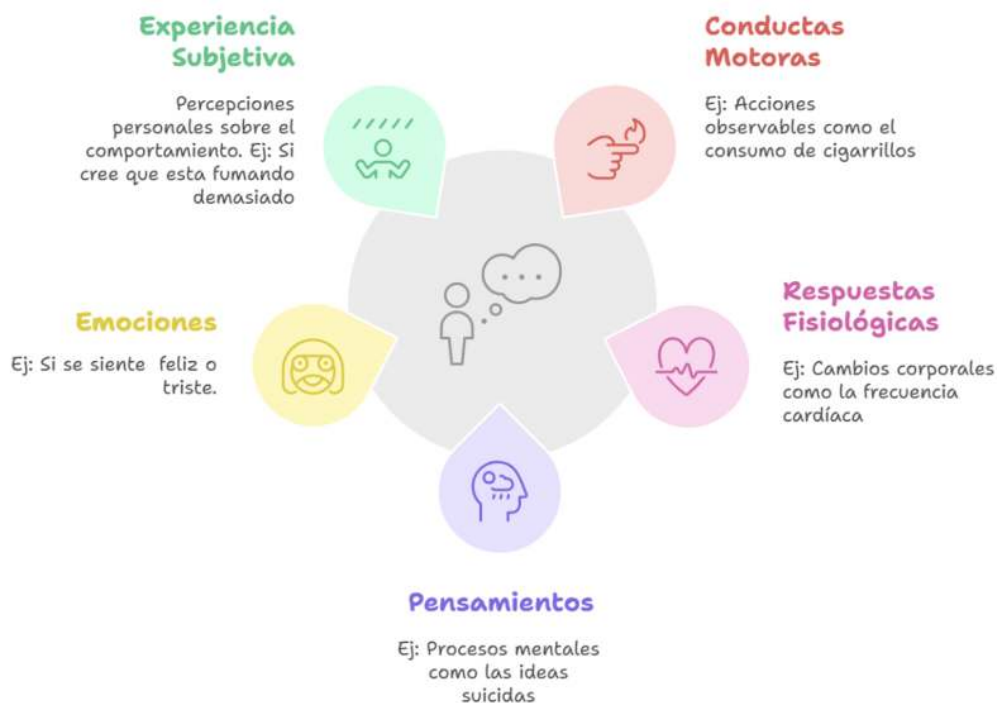 Experiencia
Subjetiva
Percepciones
personales sobre el
comportamiento. Ej: Si
cree que esta fumando
demasiado
Conductas
Motoras
Ej: Acciones
observables como el
consumo de cigarrillos
Emociones
Ej: Si se siente feliz o
triste.
Respuestas
Fisiológicas
Ej: Cambios corporales
como la frecuencia
cardíaca
Pensamientos
Ej: Procesos mentales
como las ideas
suicidas